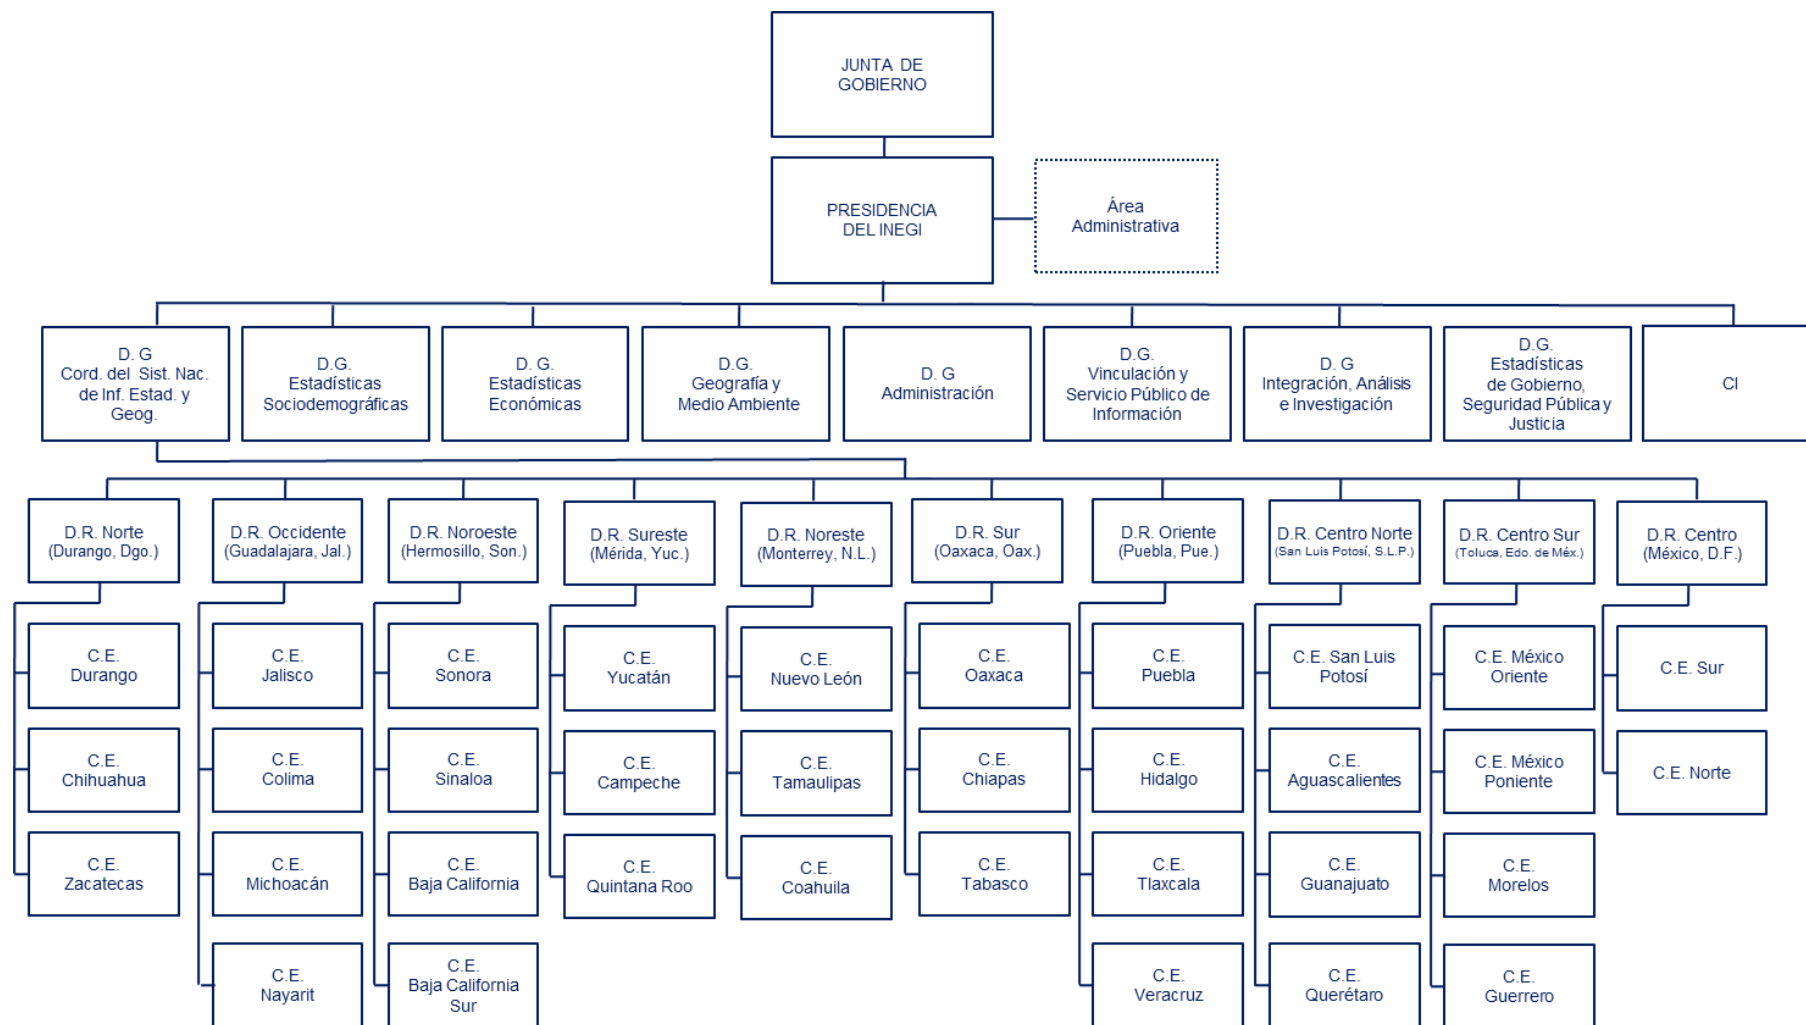 JUNTA DE
GOBIERNO
PRESIDENCIA
DEL INEGI
Área
Administrativa
D. G
Cord. del Sist. Nac.
de Inf. Estad. y
Geog.
D.G.
Estadísticas
Sociodemográficas
D. G.
Estadísticas
Económicas
D.G.
Geografía y
Medio Ambiente
D. G
Administración
D.G.
Vinculación y
Servicio Público de
Información
D. G
Integración, Análisis
e Investigación
D.G.
Estadísticas
de Gobierno,
Seguridad Pública y
Justicia
CI
D.R. Norte
(Durango, Dgo.)
D.R. Occidente
(Guadalajara, Jal.)
D.R. Noroeste
(Hermosillo, Son.)
D.R. Sureste
(Mérida, Yuc.)
D.R. Noreste
(Monterrey, N.L.)
D.R. Sur
(Oaxaca, Oax.)
D.R. Oriente
(Puebla, Pue.)
D.R. Centro Norte
(San Luis Potosí, S.L.P.)
D.R. Centro Sur
(Toluca, Edo. de Méx.)
D.R. Centro
(México, D.F.)
C.E.
Durango
C.E.
Jalisco
C.E.
Sonora
C.E.
Yucatán
C.E.
Nuevo León
C.E.
Oaxaca
C.E.
Puebla
C.E. San Luis
Potosí
C.E. México
Oriente
C.E. Sur
C.E.
Chihuahua
C.E.
Colima
C.E.
Sinaloa
C.E.
Campeche
C.E.
Tamaulipas
C.E.
Chiapas
C.E.
Hidalgo
C.E.
Aguascalientes
C.E. México
Poniente
C.E. Norte
C.E.
Zacatecas
C.E.
Michoacán
C.E.
Baja California
C.E.
Quintana Roo
C.E.
Coahuila
C.E.
Tabasco
C.E.
Tlaxcala
C.E.
Guanajuato
C.E.
Morelos
C.E.
Nayarit
C.E.
Baja California
Sur
C.E.
Veracruz
C.E.
Querétaro
C.E.
Guerrero